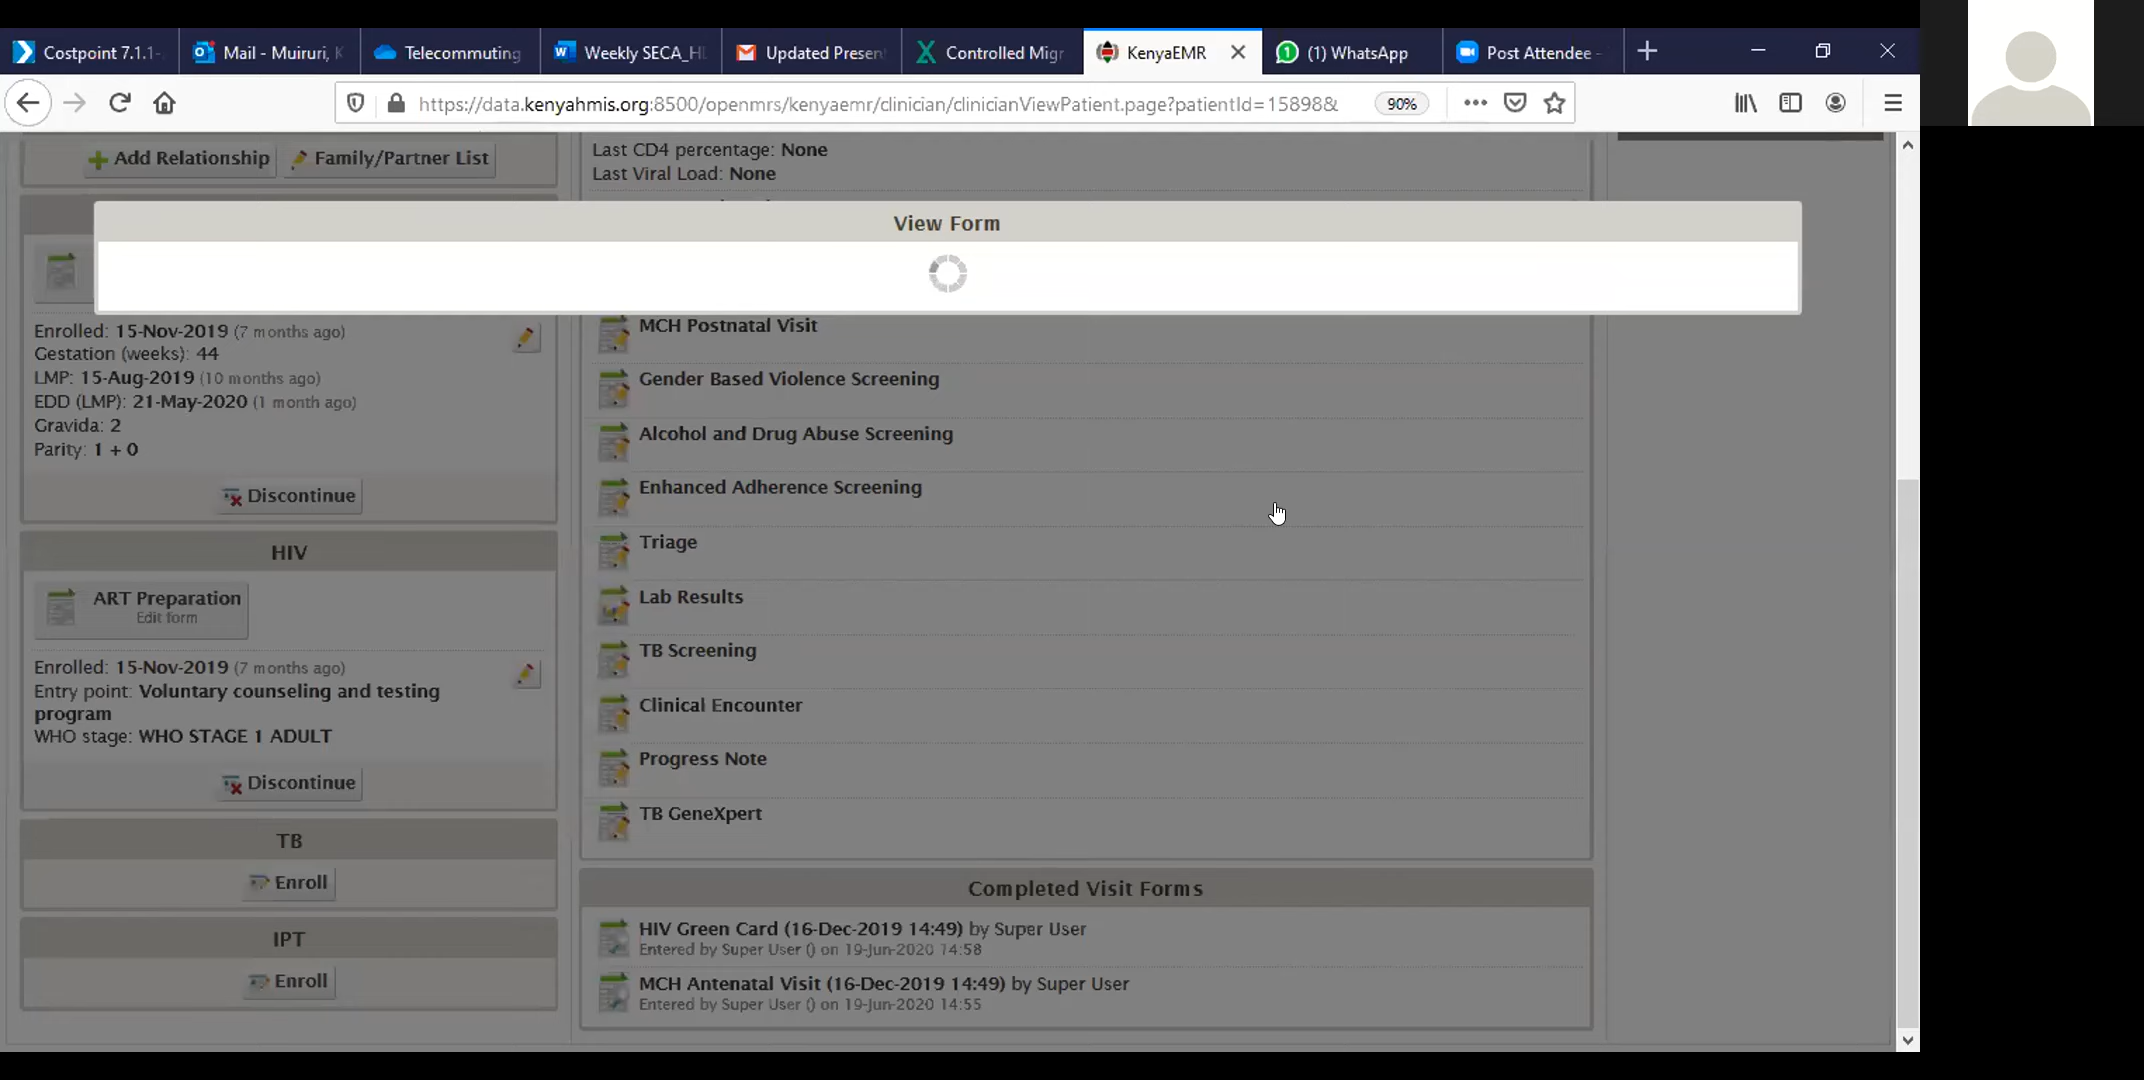 Costpoint 7.1.1-
Mail - Muiruri, K
Telecommuting
Weekly SECA_HI
Updated Presen
Controlled Migr
KenyaEMR
(1) WhatsApp
Post Attendee -
https://data.kenyahmis.org:8500/openmrs/kenyaemr/clinician/clinicianViewPatient.page?patientId=15898&
90%
Add Relationship
Family/Partner List
Last CD4 percentage: None
Last Viral Load: None
View Form
Enrolled: 15-Nov-2019 (7 months ago)
Gestation (weeks): 44
LMP: 15-Aug-2019 (10 months ago)
EDD (LMP): 21-May-2020 (1 month ago)
Gravida: 2
Parity: 1 + 0
Discontinue
HIV
ART Preparation
Edit form
Enrolled: 15-Nov-2019 (7 months ago)
Entry point: Voluntary counseling and testing
program
WHO stage: WHO STAGE 1 ADULT
Discontinue
TB
Enroll
IPT
Enroll
MCH Postnatal Visit
Gender Based Violence Screening
Alcohol and Drug Abuse Screening
Enhanced Adherence Screening
Triage
Lab Results
TB Screening
Clinical Encounter
Progress Note
TB GeneXpert
Completed Visit Forms
HIV Green Card (16-Dec-2019 14:49) by Super User
Entered by Super User () on 19-Jun-2020 14:58
MCH Antenatal Visit (16-Dec-2019 14:49) by Super User
Entered by Super User () on 19-Jun-2020 14:55